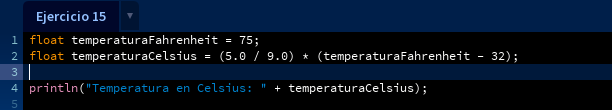 Ejercicio 15 ▼
1 float temperaturaFahrenheit = 75;
2 float temperaturaCelsius = (5.0 / 9.0) * (temperaturaFahrenheit - 32);
3
4 println("Temperatura en Celsius: " + temperaturaCelsius);
5